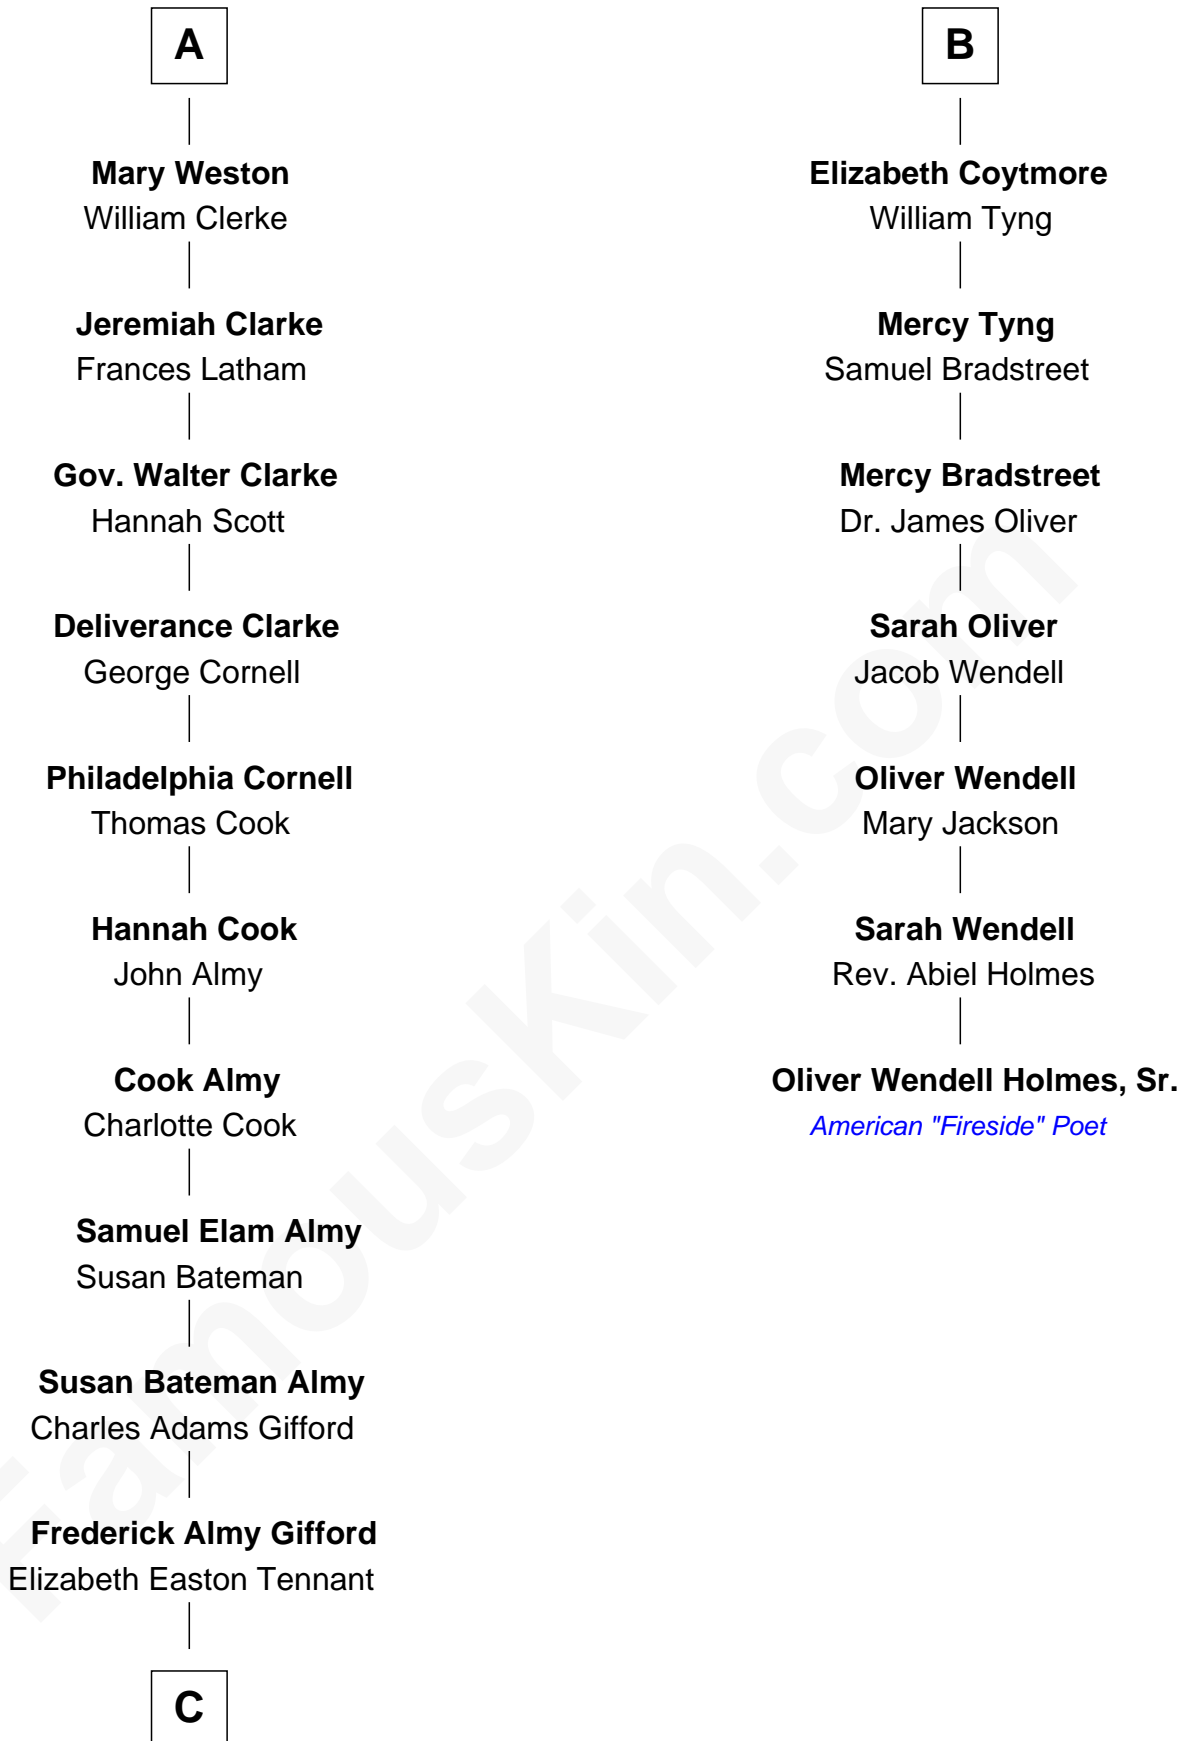 A
Mary Weston
William Clerke
Jeremiah Clarke
Frances Latham
Gov. Walter Clarke
Hannah Scott
Deliverance Clarke
George Cornell
Philadelphia Cornell
Thomas Cook
Hannah Cook
John Almy
Cook Almy
Charlotte Cook
Samuel Elam Almy
Susan Bateman
Susan Bateman Almy
Charles Adams Gifford
Frederick Almy Gifford
Elizabeth Easton Tennant
C
B
Elizabeth Coytmore
William Tyng
Mercy Tyng
Samuel Bradstreet
Mercy Bradstreet
Dr. James Oliver
Sarah Oliver
Jacob Wendell
Oliver Wendell
Mary Jackson
Sarah Wendell
Rev. Abiel Holmes
Oliver Wendell Holmes, Sr.
American "Fireside" Poet
FamousKin.com